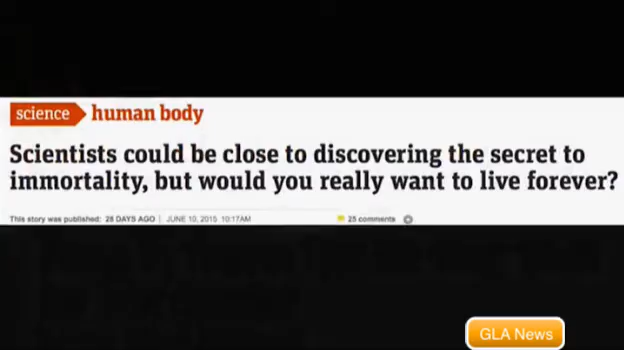 science human body
Scientists could be close to discovering the secret to
immortality, but would you really want to live forever?
This story was published: 28 DAYS AGO | JUNE 10, 2015 10:17AM 25 comments
GLA News